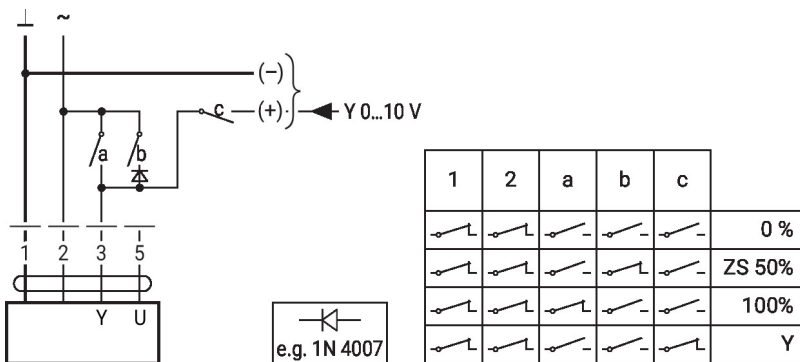 ⊥ ~
(–)
c (+) Y 0...10 V
a b
1 2 3 5
Y U
e.g. 1N 4007
1 2 a b c
0 %
ZS 50%
100%
Y